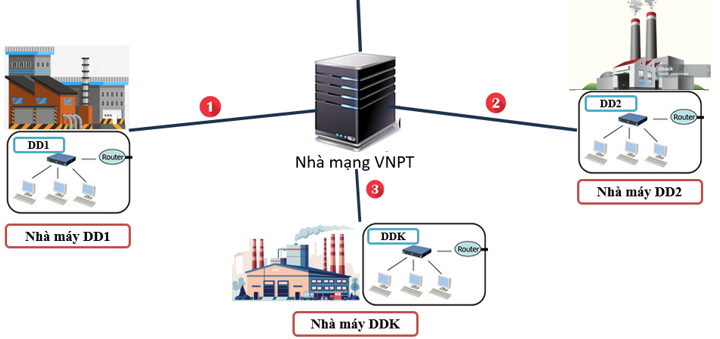 iStock
1
2
DD1
Router
DD2
Router
Nhà mạng VNPT
3
Nhà máy DD1
Nhà máy DD2
DDK
Router
Nhà máy DDK